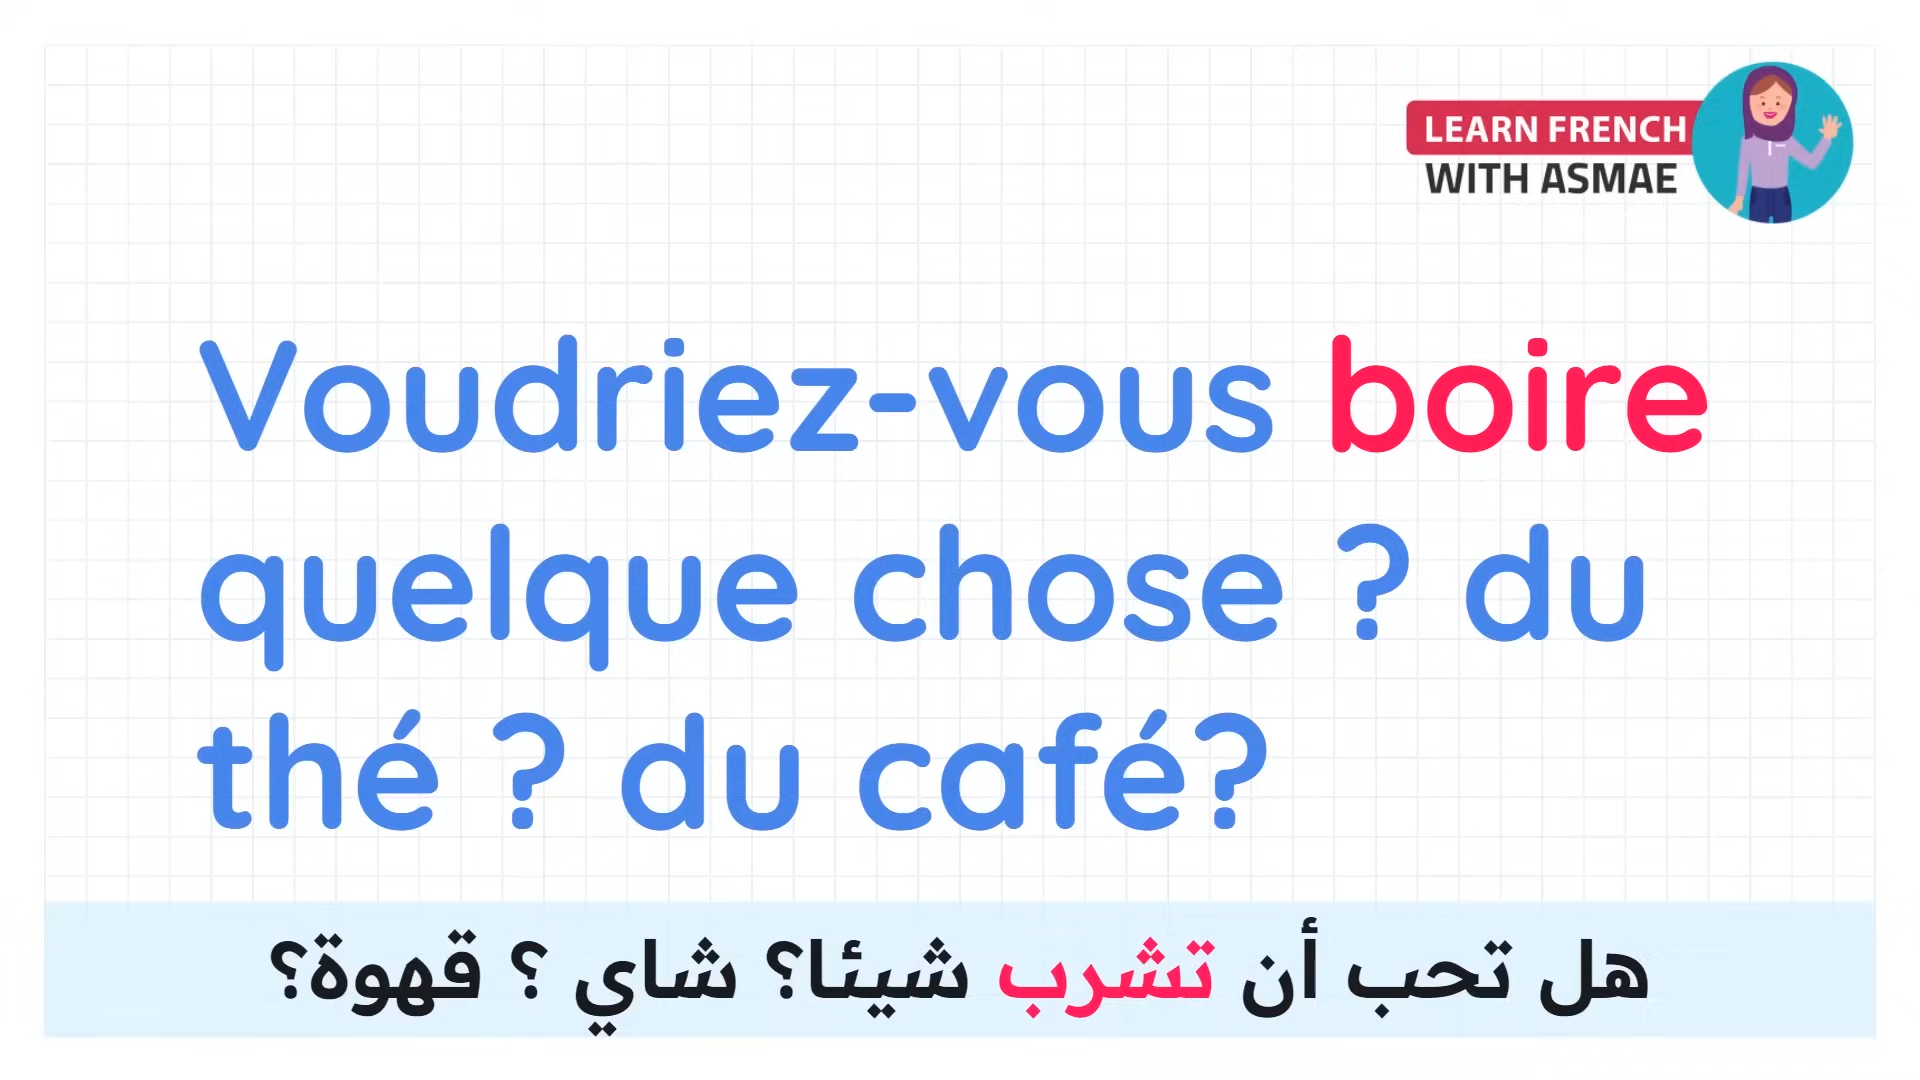 LEARN FRENCH
WITH ASMAE
Voudriez-vous boire
quelque chose ? du
thé ? du café?
هل تحب أن تشرب شيئا؟ شاي ؟ قهوة؟